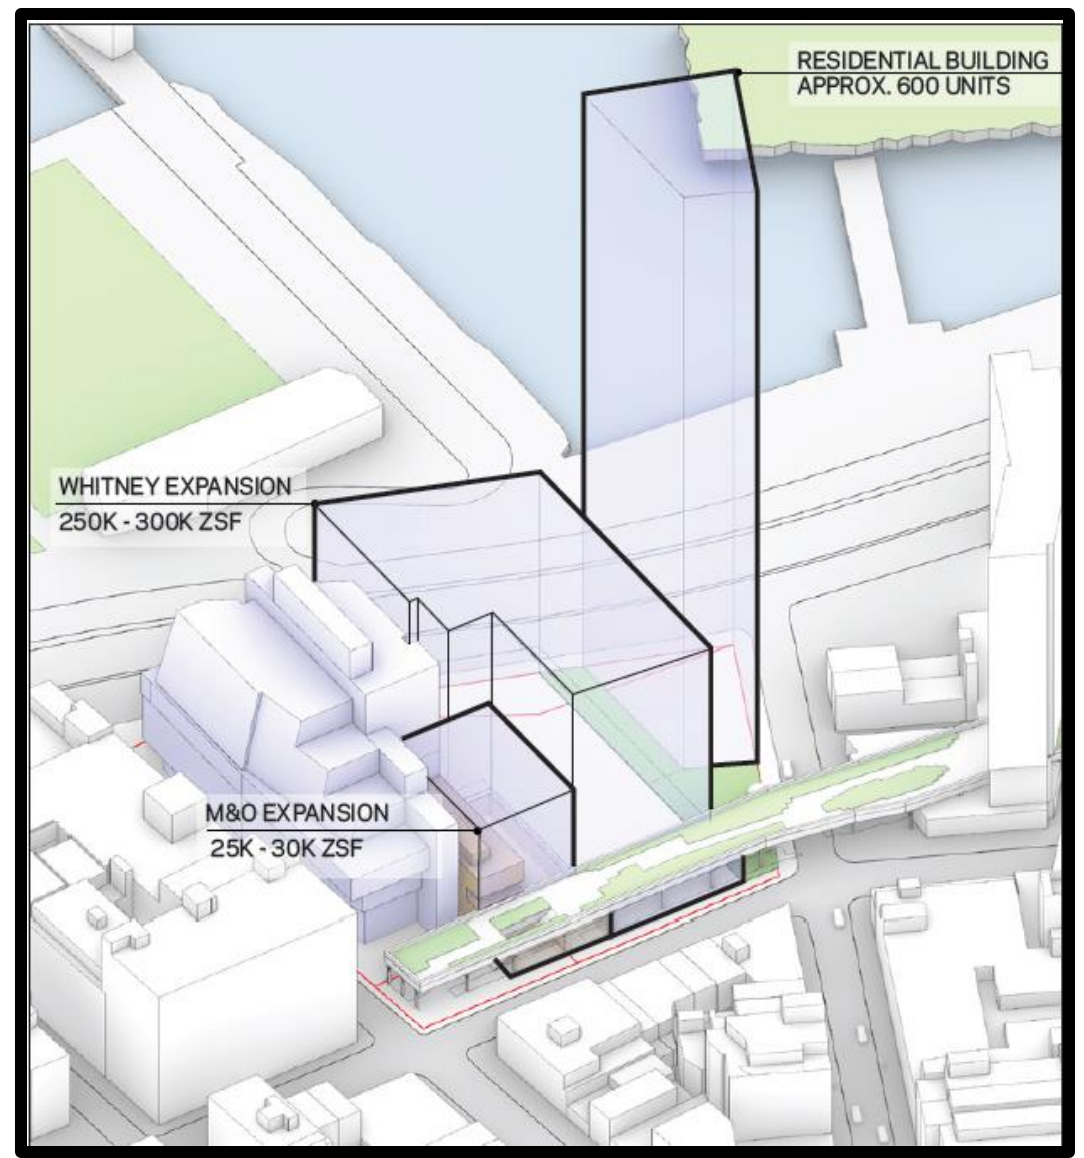 RESIDENTIAL BUILDING
APPROX. 600 UNITS
WHITNEY EXPANSION
250K - 300K ZSF
M&O EXPANSION
25K - 30K ZSF